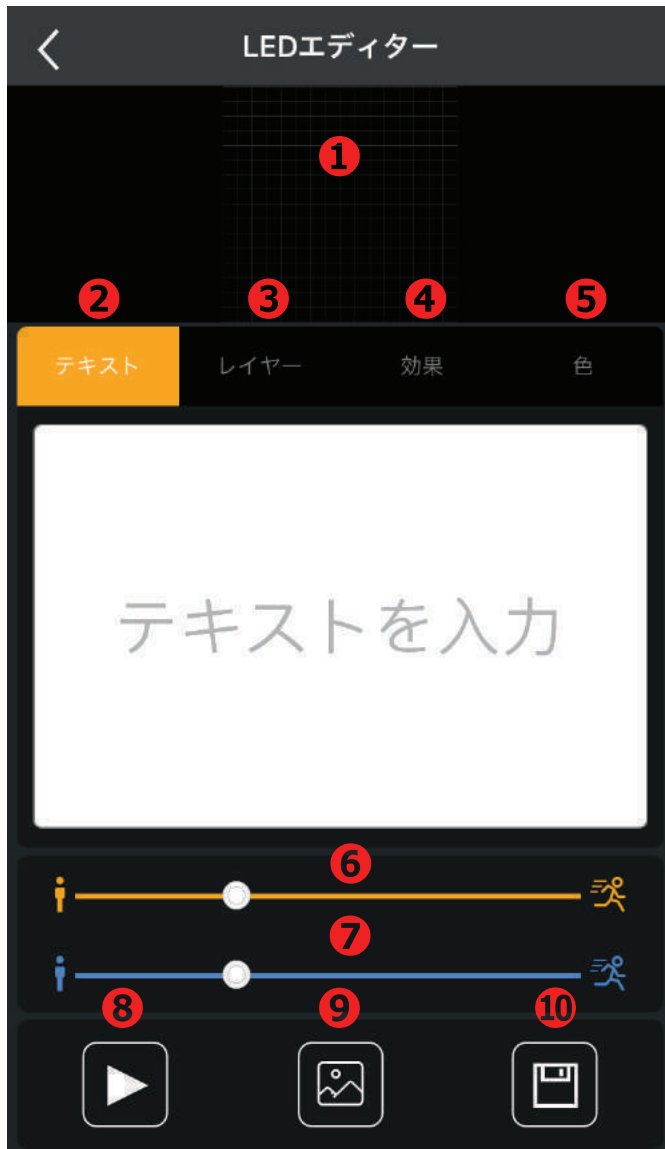 LEDエディター
❶
❷ ❸ ❹ ❺
テキスト レイヤー 効果 色
テキストを入力
❻
❼
❽ ❾ ❿